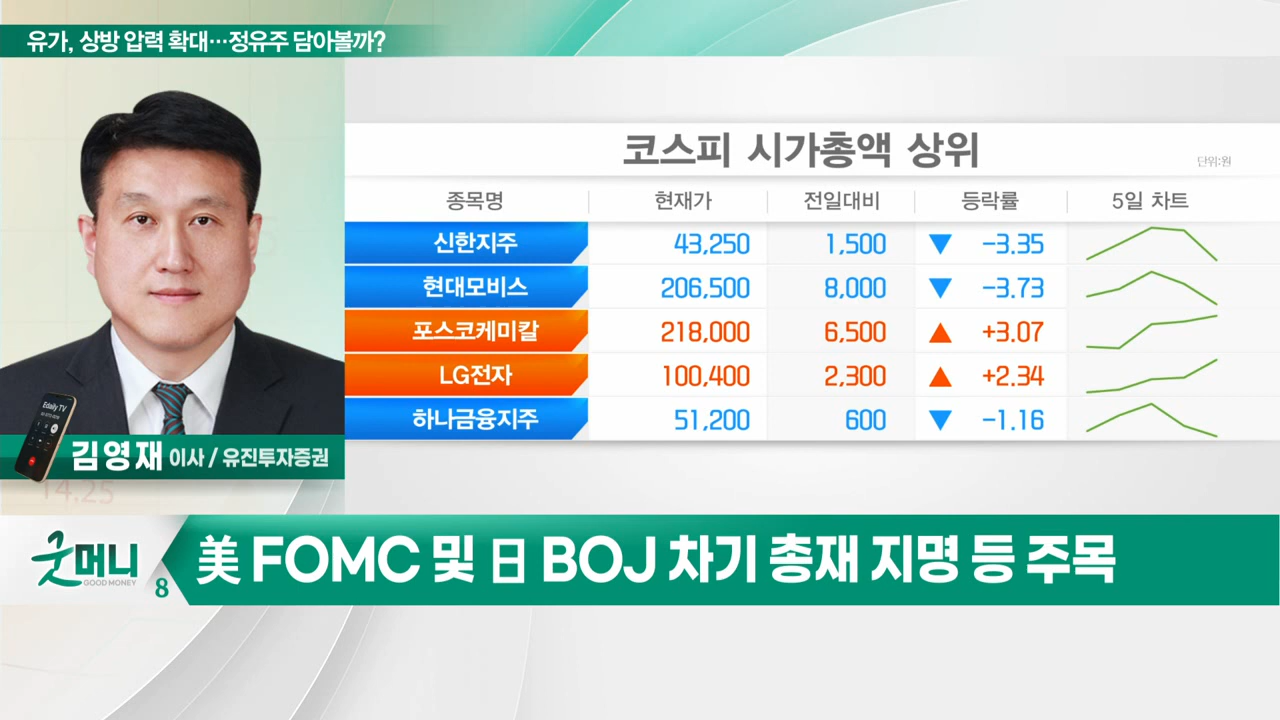 유가, 상방 압력 확대…정유주 담아볼까?
코스피 시가총액 상위
단위:원
종목명 현재가 전일대비 등락률 5일 차트
신한지주 43,250 1,500 ▼ -3.35
현대모비스 206,500 8,000 ▼ -3.73
포스코케미칼 218,000 6,500 ▲ +3.07
LG전자 100,400 2,300 ▲ +2.34
하나금융지주 51,200 600 ▼ -1.16
Edaily TV
김영재 이사 / 유진투자증권
14.25
굿머니
GOOD MONEY
8
美 FOMC 및 日 BOJ 차기 총재 지명 등 주목